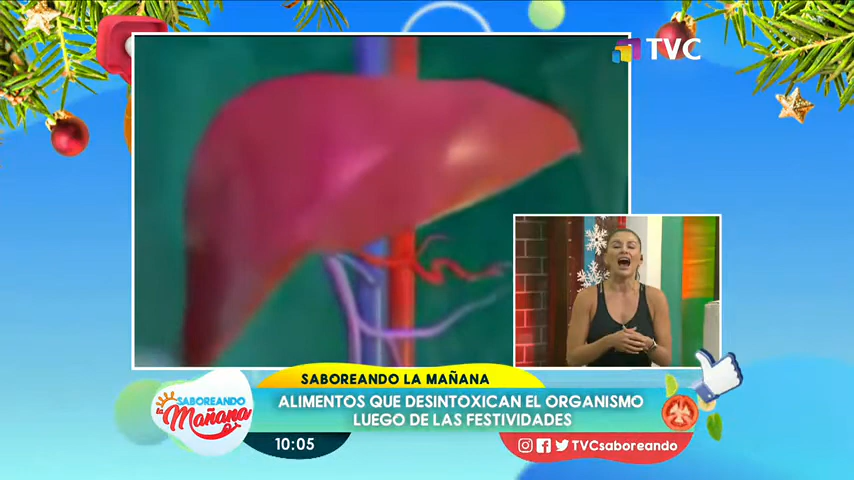 TVC
SABOREANDO LA MAÑANA
SABOREANDO
Mañana
ALIMENTOS QUE DESINTOXICAN EL ORGANISMO
LUEGO DE LAS FESTIVIDADES
10:05
TVCsaboreando